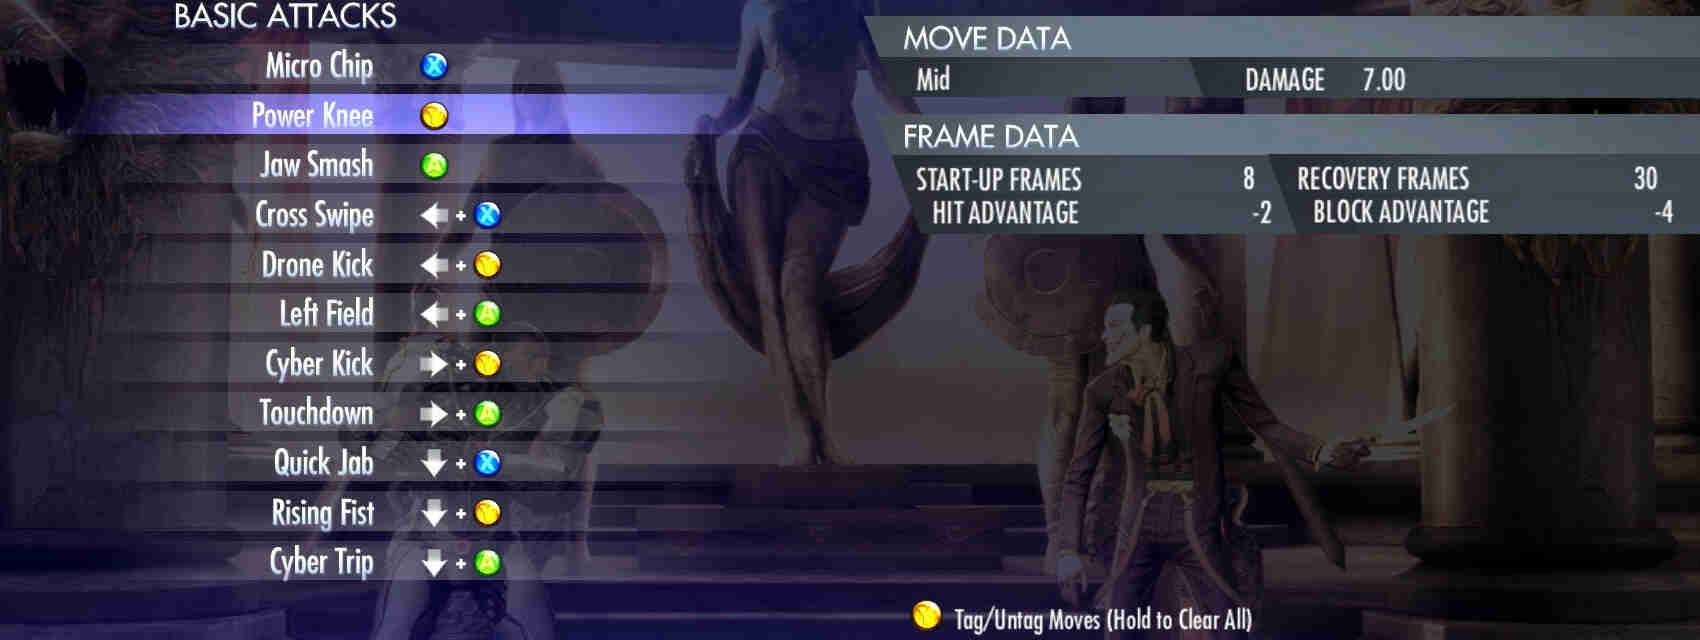 BASIC ATTACKS
Micro Chip X
Power Knee Y
Jaw Smash A
Cross Swipe + X
Drone Kick + Y
Left Field + A
Cyber Kick + Y
Touchdown + A
Quick Jab + X
Rising Fist + Y
Cyber Trip + A
MOVE DATA
Mid DAMAGE 7.00
FRAME DATA
START-UP FRAMES 8 RECOVERY FRAMES 30
HIT ADVANTAGE -2 BLOCK ADVANTAGE -4
Y Tag/Untag Moves (Hold to Clear All)